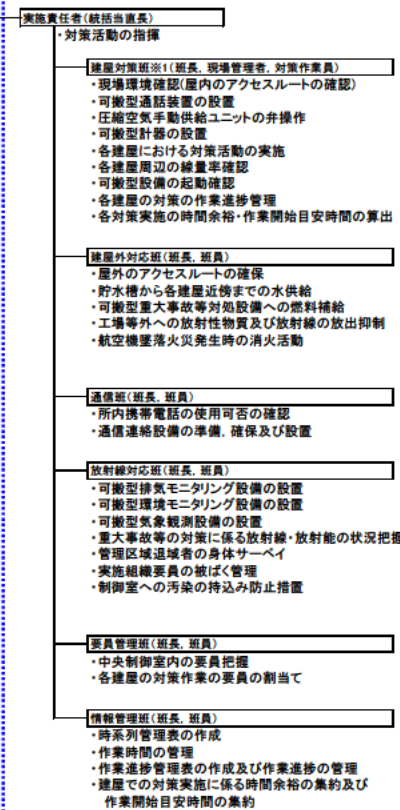 実施責任者(統括当直長)
・対策活動の指揮
建屋対策班※1(班長, 現場管理者, 対策作業員)
・現場環境確認(屋内のアクセスルートの確認)
・可搬型通話装置の設置
・圧縮空気手動供給ユニットの弁操作
・可搬型計器の設置
・各建屋における対策活動の実施
・各建屋周辺の線量率確認
・可搬型設備の起動確認
・各建屋の対策の作業進捗管理
・各対策実施の時間余裕・作業開始目安時間の算出
建屋外対応班(班長, 班員)
・屋外のアクセスルートの確保
・貯水槽から各建屋近傍までの水供給
・可搬型重大事故等対処設備への燃料補給
・工場等外への放射性物質及び放射線の放出抑制
・航空機墜落火災発生時の消火活動
通信班(班長, 班員)
・所内携帯電話の使用可否の確認
・通信連絡設備の準備, 確保及び設置
放射線対応班(班長, 班員)
・可搬型排気モニタリング設備の設置
・可搬型環境モニタリング設備の設置
・可搬型気象観測設備の設置
・重大事故等の対策に係る放射線・放射能の状況把握
・管理区域退域者の身体サーベイ
・実施組織要員の被ばく管理
・制御室への汚染の持込み防止措置
要員管理班(班長, 班員)
・中央制御室内の要員把握
・各建屋の対策作業の要員の割当て
情報管理班(班長, 班員)
・時系列管理表の作成
・作業時間の管理
・作業進捗管理表の作成及び作業進捗の管理
・建屋での対策実施に係る時間余裕の集約及び
作業開始目安時間の集約